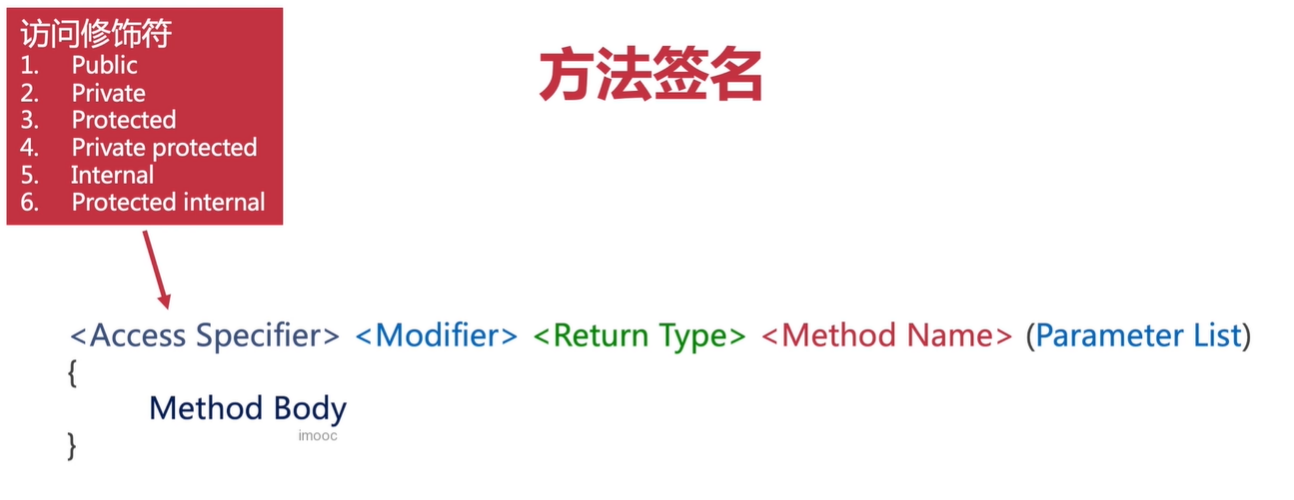 访问修饰符
1. Public
2. Private
3. Protected
4. Private protected
5. Internal
6. Protected internal
方法签名
<Access Specifier> <Modifier> <Return Type> <Method Name> (Parameter List)
{
Method Body
imooc
}